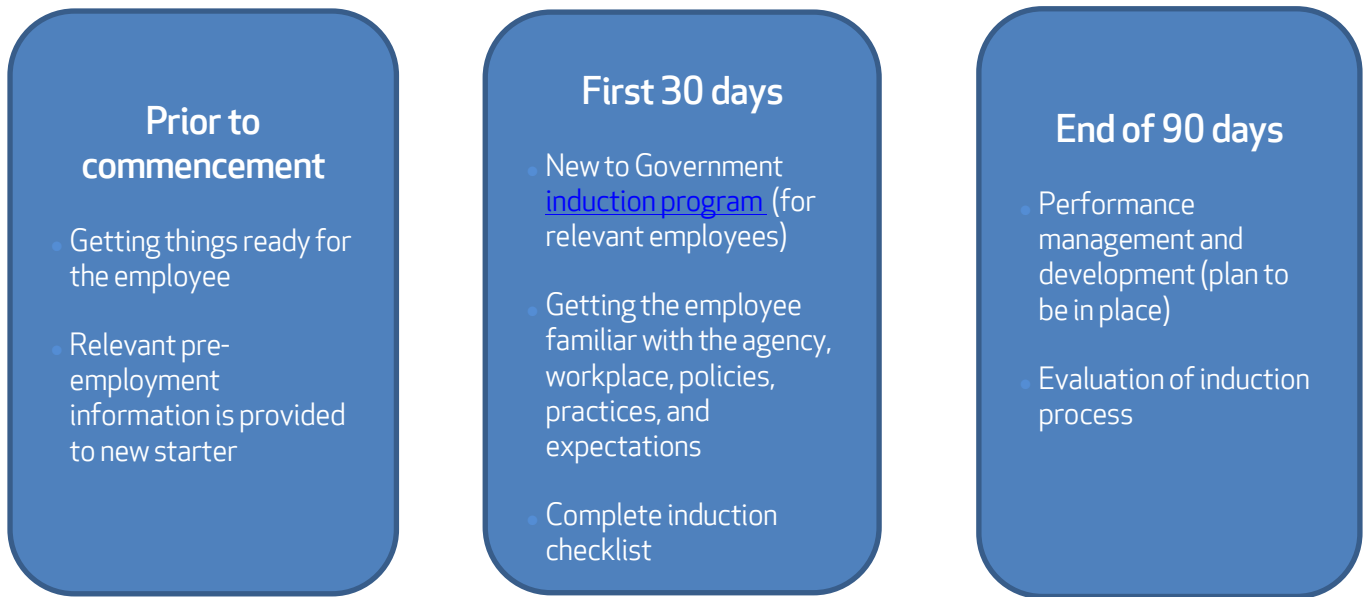 Prior to
commencement
Getting things ready for
the employee
Relevant pre-
employment
information is provided
to new starter
First 30 days
New to Government
induction program (for
relevant employees)
Getting the employee
familiar with the agency,
workplace, policies,
practices, and
expectations
Complete induction
checklist
End of 90 days
Performance
management and
development (plan to
be in place)
Evaluation of induction
process